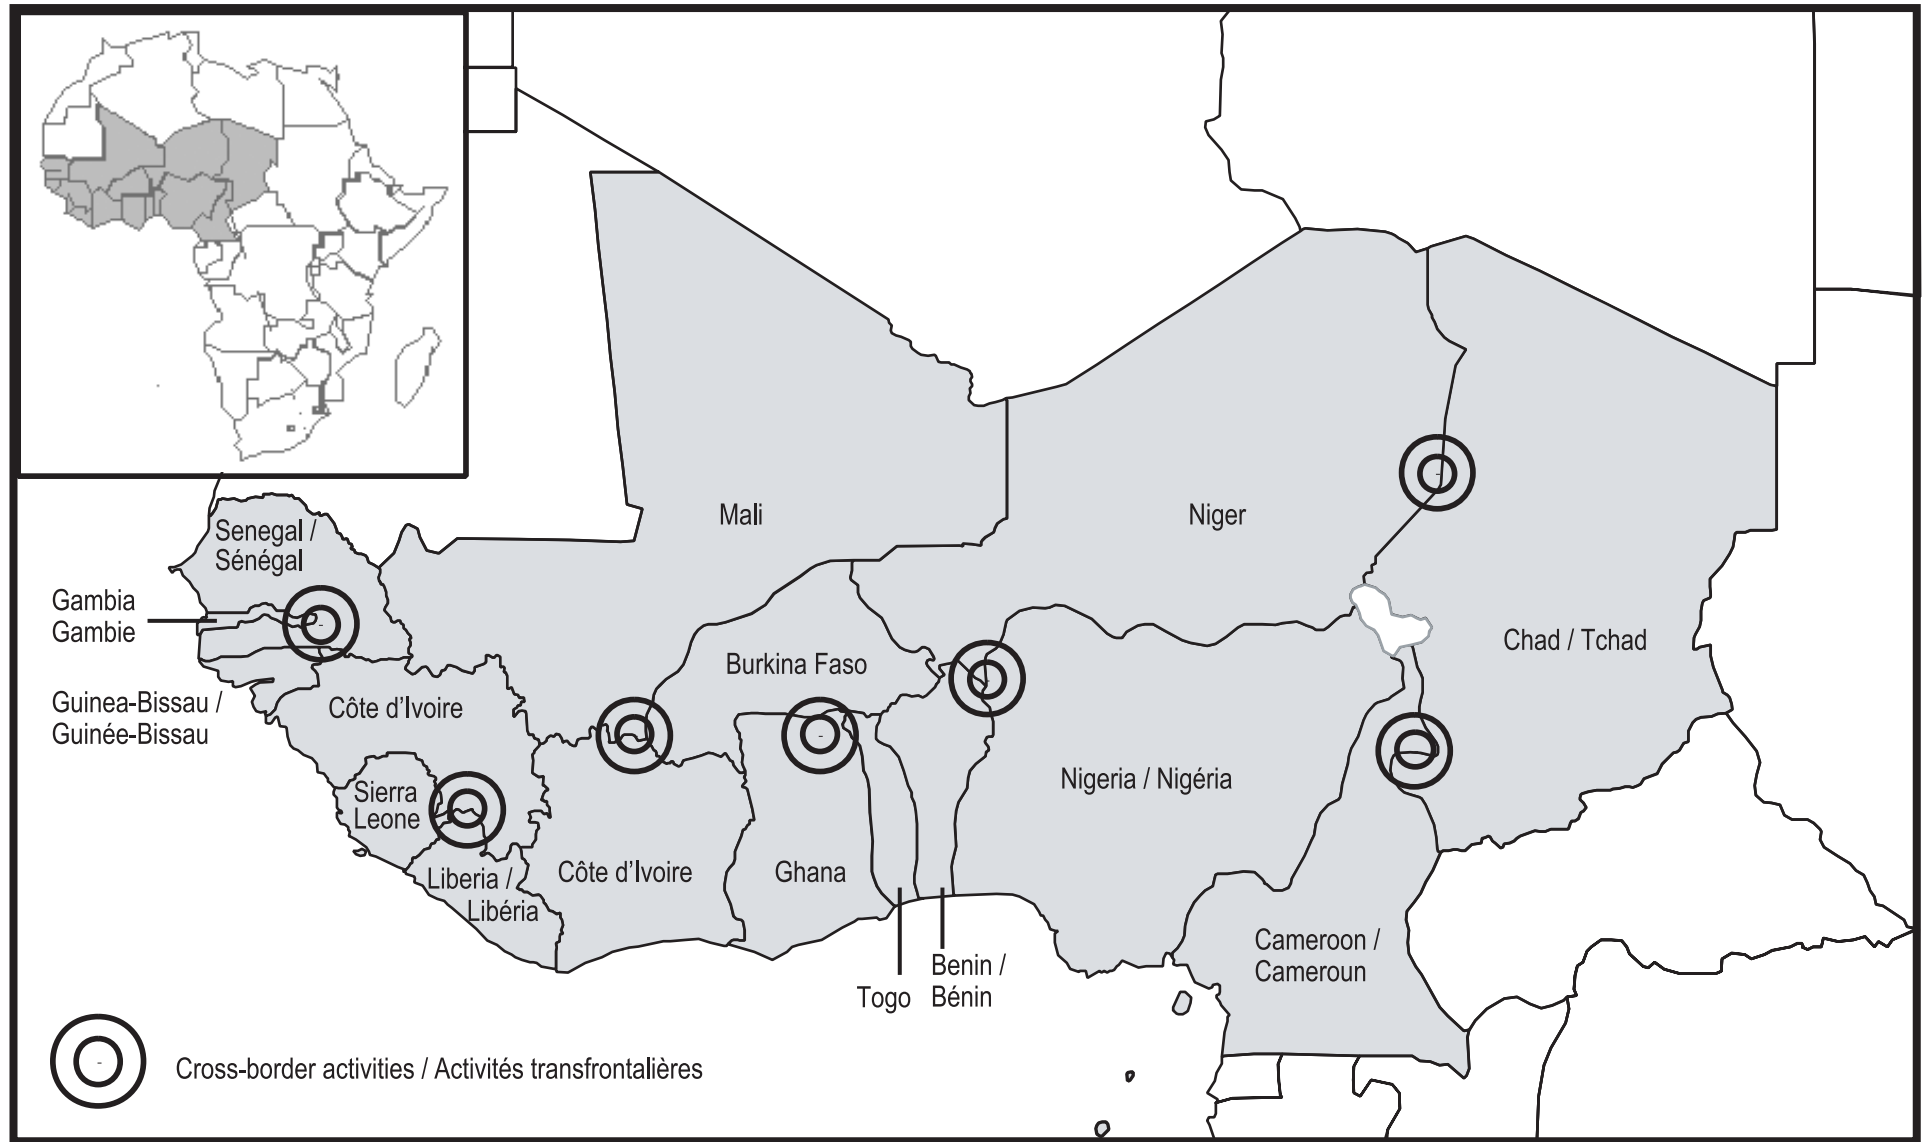 Mali
Niger
Senegal /
Sénégal
Gambia
Gambie
Chad / Tchad
Burkina Faso
Guinea-Bissau /
Guinée-Bissau
Côte d’Ivoire
Nigeria / Nigéria
Sierra
Leone
Côte d’Ivoire
Ghana
Liberia /
Libéria
Cameroon /
Cameroun
Togo
Benin /
Bénin
Cross-border activities / Activités transfrontalières